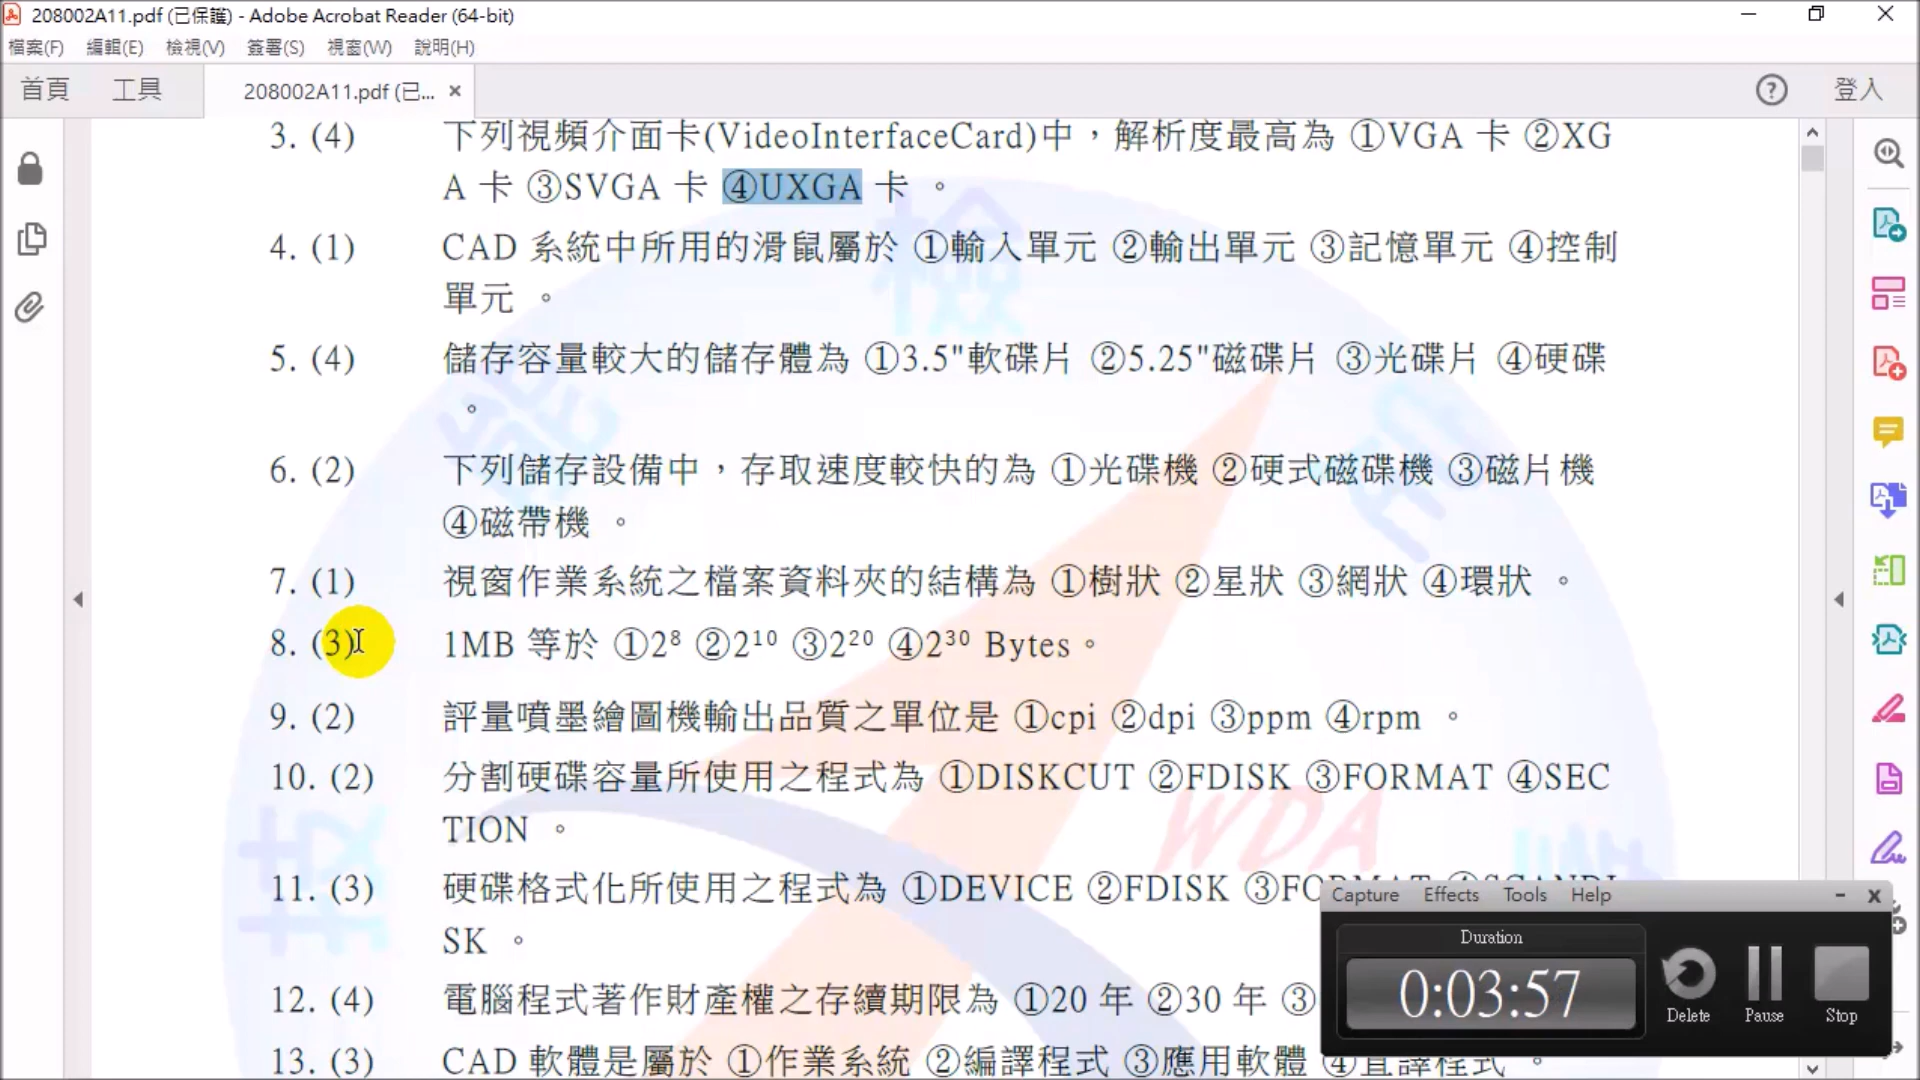 208002A11.pdf (已保護) - Adobe Acrobat Reader (64-bit)
檔案(F) 編輯(E) 檢視(V) 簽署(S) 視窗(W) 說明(H)
首頁 工具 208002A11.pdf (已... 登入
3. (4) 下列視頻介面卡(VideoInterfaceCard)中，解析度最高為 ①VGA 卡 ②XG
A 卡 ③SVGA 卡 ④UXGA 卡 。
4. (1) CAD 系統中所用的滑鼠屬於 ①輸入單元 ②輸出單元 ③記憶單元 ④控制
單元 。
5. (4) 儲存容量較大的儲存體為 ①3.5"軟碟片 ②5.25"磁碟片 ③光碟片 ④硬碟
。
6. (2) 下列儲存設備中，存取速度較快的為 ①光碟機 ②硬式磁碟機 ③磁片機
④磁帶機 。
7. (1) 視窗作業系統之檔案資料夾的結構為 ①樹狀 ②星狀 ③網狀 ④環狀 。
8. (3) 1MB 等於 ①2⁸ ②2¹⁰ ③2²⁰ ④2³⁰ Bytes。
9. (2) 評量噴墨繪圖機輸出品質之單位是 ①cpi ②dpi ③ppm ④rpm 。
10. (2) 分割硬碟容量所使用之程式為 ①DISKCUT ②FDISK ③FORMAT ④SEC
TION 。
11. (3) 硬碟格式化所使用之程式為 ①DEVICE ②FDISK ③FORMAT ④SCANDI
SK 。
12. (4) 電腦程式著作財產權之存續期限為 ①20 年 ②30 年 ③
13. (3) CAD 軟體是屬於 ①作業系統 ②編譯程式 ③應用軟體 ④直譯程式 。
WDA
Capture Effects Tools Help
Duration
0:03:57
Delete Pause Stop